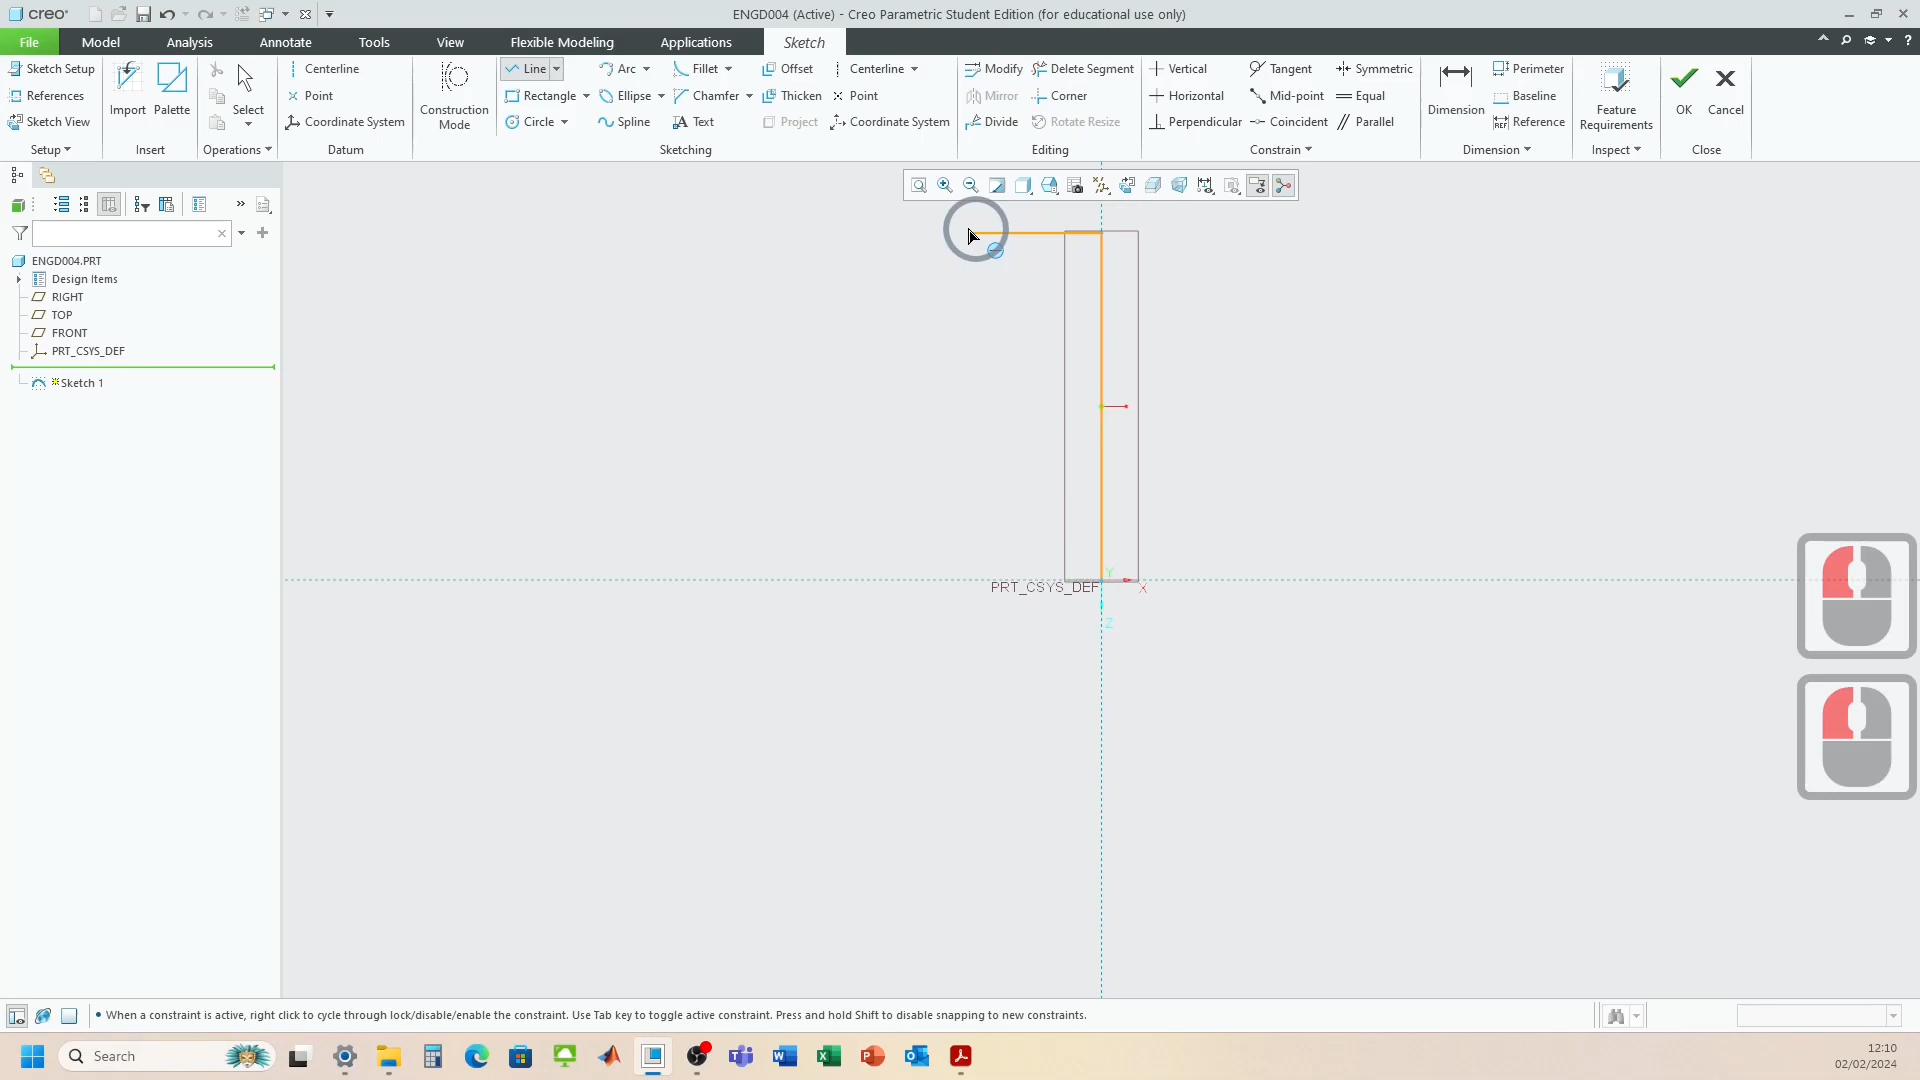 creo ENGD004 (Active) - Creo Parametric Student Edition (for educational use only)
File Model Analysis Annotate Tools View Flexible Modeling Applications Sketch
Sketch Setup
References
Sketch View
Setup
Import
Palette
Insert
Select
Operations
Centerline
Point
Coordinate System
Datum
Construction
Mode
Line
Rectangle
Circle
Arc
Ellipse
Spline
Fillet
Chamfer
Text
Offset
Thicken
Project
Centerline
Point
Coordinate System
Sketching
Modify
Mirror
Divide
Delete Segment
Corner
Rotate Resize
Editing
Vertical
Horizontal
Perpendicular
Tangent
Mid-point
Coincident
Symmetric
Equal
Parallel
Constrain
Dimension
Perimeter
Baseline
Reference
Dimension
Feature
Requirements
Inspect
OK
Cancel
Close
ENGD004.PRT
Design Items
RIGHT
TOP
FRONT
PRT_CSYS_DEF
Sketch 1
Y
PRT_CSYS_DEF X
Z
• When a constraint is active, right click to cycle through lock/disable/enable the constraint. Use Tab key to toggle active constraint. Press and hold Shift to disable snapping to new constraints.
Search
12:10
02/02/2024